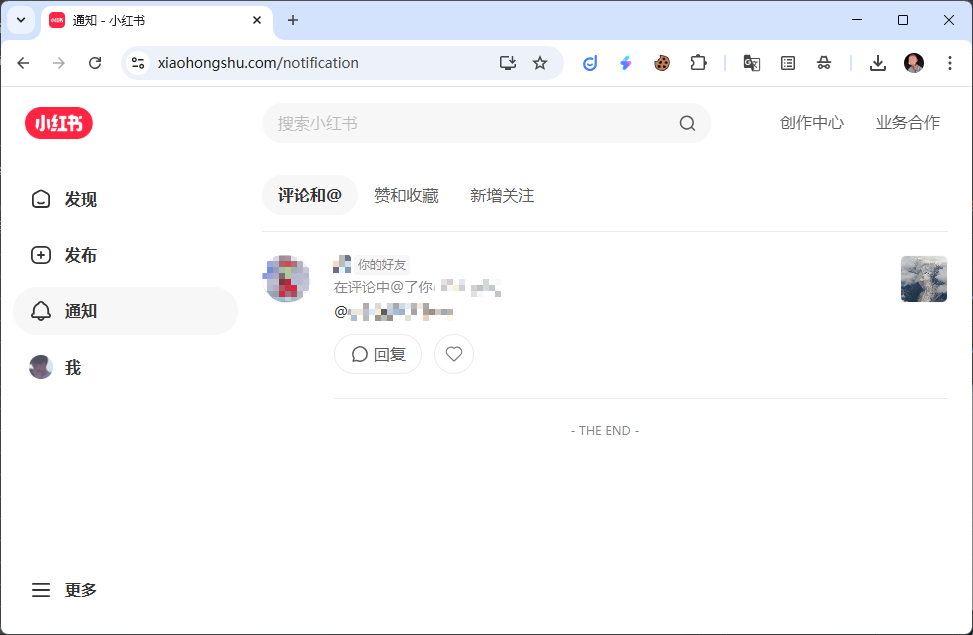 通知 - 小红书
xiaohongshu.com/notification
小红书
搜索小红书
创作中心
业务合作
发现
发布
通知
我
更多
评论和@
赞和收藏
新增关注
你的好友
在评论中@了你
@
回复
- THE END -